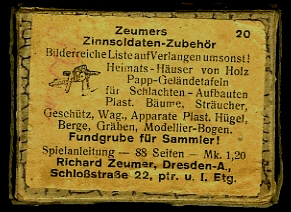 Zeumers 20
Zinnsoldaten-Zubehör
Bilderreiche Liste auf Verlangen umsonst!
Heimats-Häuser von Holz
Papp-Geländetafeln
für Schlachten-Aufbauten
Plast. Bäume, Sträucher,
Geschütz, Wag., Apparate Plast. Hügel,
Berge, Gräben, Modellier-Bogen.
Fundgrube für Sammler!
Spielanleitung — 88 Seiten — Mk. 1,20
Richard Zeumer, Dresden-A.,
Schloßstraße 22, ptr. u. I. Etg.